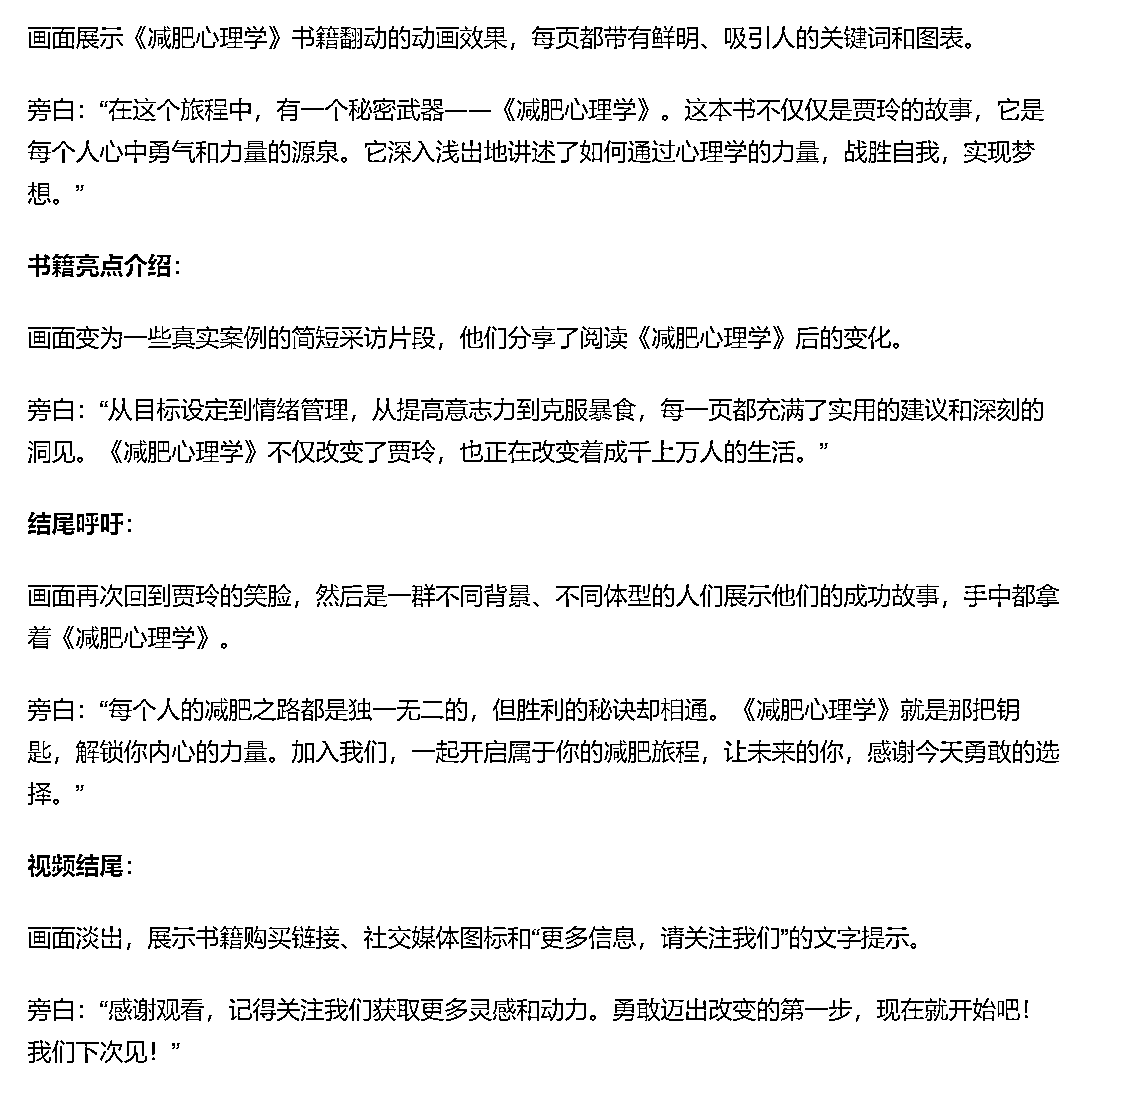 画面展示《减肥心理学》书籍翻动的动画效果，每页都带有鲜明、吸引人的关键词和图表。
旁白：“在这个旅程中，有一个秘密武器——《减肥心理学》。这本书不仅仅是贾玲的故事，它是
每个人心中勇气和力量的源泉。它深入浅出地讲述了如何通过心理学的力量，战胜自我，实现梦
想。”
书籍亮点介绍：
画面变为一些真实案例的简短采访片段，他们分享了阅读《减肥心理学》后的变化。
旁白：“从目标设定到情绪管理，从提高意志力到克服暴食，每一页都充满了实用的建议和深刻的
洞见。《减肥心理学》不仅改变了贾玲，也正在改变着成千上万人的生活。”
结尾呼吁：
画面再次回到贾玲的笑脸，然后是一群不同背景、不同体型的人们展示他们的成功故事，手中都拿
着《减肥心理学》。
旁白：“每个人的减肥之路都是独一无二的，但胜利的秘诀却相通。《减肥心理学》就是那把钥
匙，解锁你内心的力量。加入我们，一起开启属于你的减肥旅程，让未来的你，感谢今天勇敢的选
择。”
视频结尾：
画面淡出，展示书籍购买链接、社交媒体图标和“更多信息，请关注我们”的文字提示。
旁白：“感谢观看，记得关注我们获取更多灵感和动力。勇敢迈出改变的第一步，现在就开始吧！
我们下次见！”